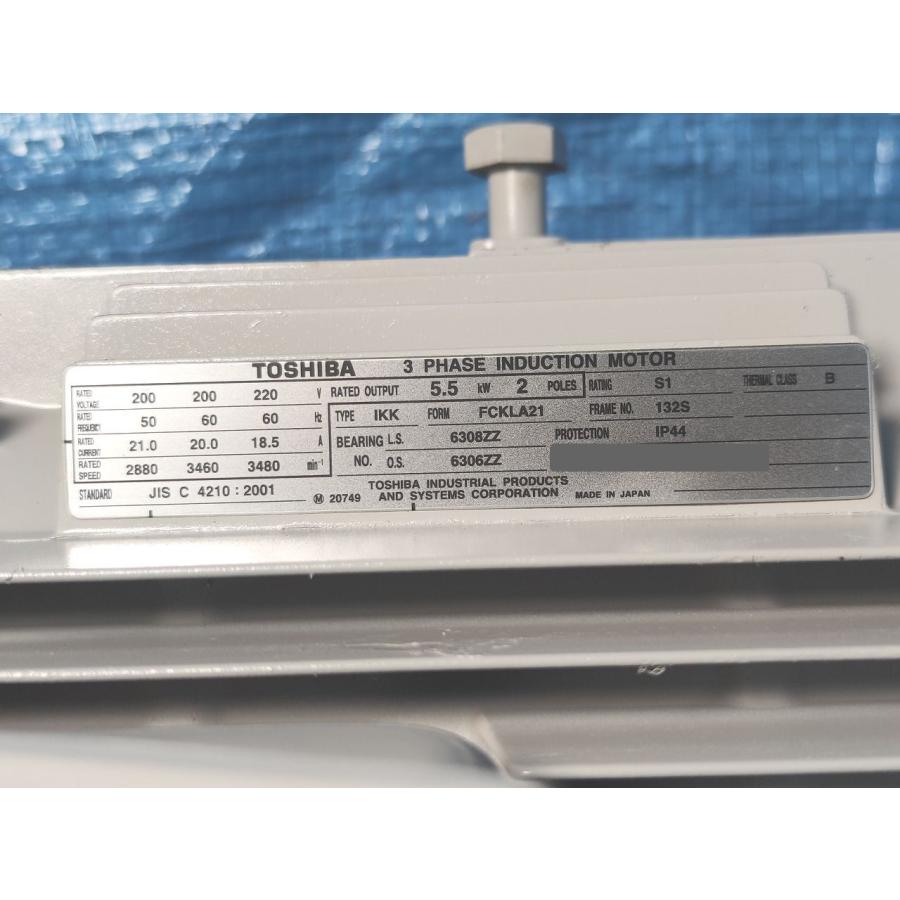 TOSHIBA 3 PHASE INDUCTION MOTOR
RATED VOLTAGE 200 200 220 V
RATED FREQUENCY 50 60 60 Hz
RATED CURRENT 21.0 20.0 18.5 A
RATED SPEED 2880 3460 3480 min⁻¹
RATED OUTPUT 5.5 kW 2 POLES RATING S1 THERMAL CLASS B
TYPE IKK FORM FCKLA21 FRAME NO. 132S
BEARING L.S. 6308ZZ PROTECTION IP44
NO. O.S. 6306ZZ
STANDARD JIS C 4210 : 2001
Ⓜ 20749
TOSHIBA INDUSTRIAL PRODUCTS
AND SYSTEMS CORPORATION MADE IN JAPAN